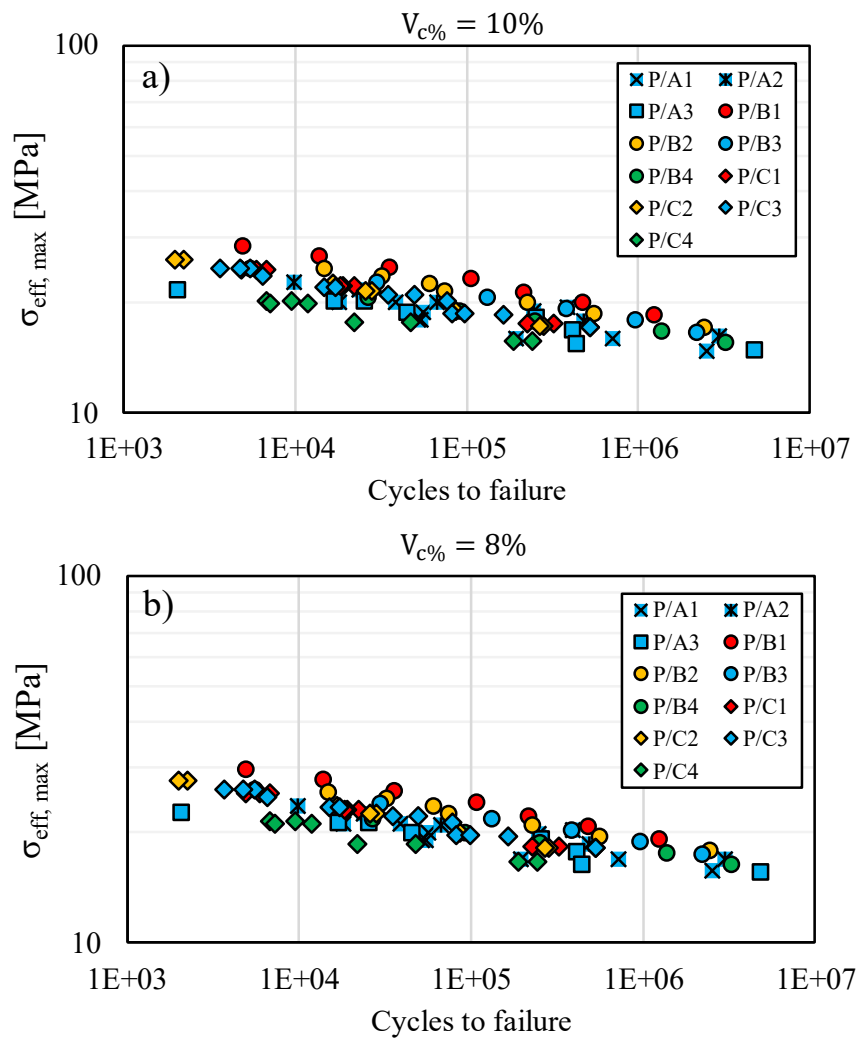 V_c% = 10%
100
a)
P/A1 P/A2
P/A3 P/B1
P/B2 P/B3
P/B4 P/C1
P/C2 P/C3
P/C4
σ_eff, max [MPa]
10
1E+03 1E+04 1E+05 1E+06 1E+07
Cycles to failure
V_c% = 8%
100
b)
P/A1 P/A2
P/A3 P/B1
P/B2 P/B3
P/B4 P/C1
P/C2 P/C3
P/C4
σ_eff, max [MPa]
10
1E+03 1E+04 1E+05 1E+06 1E+07
Cycles to failure